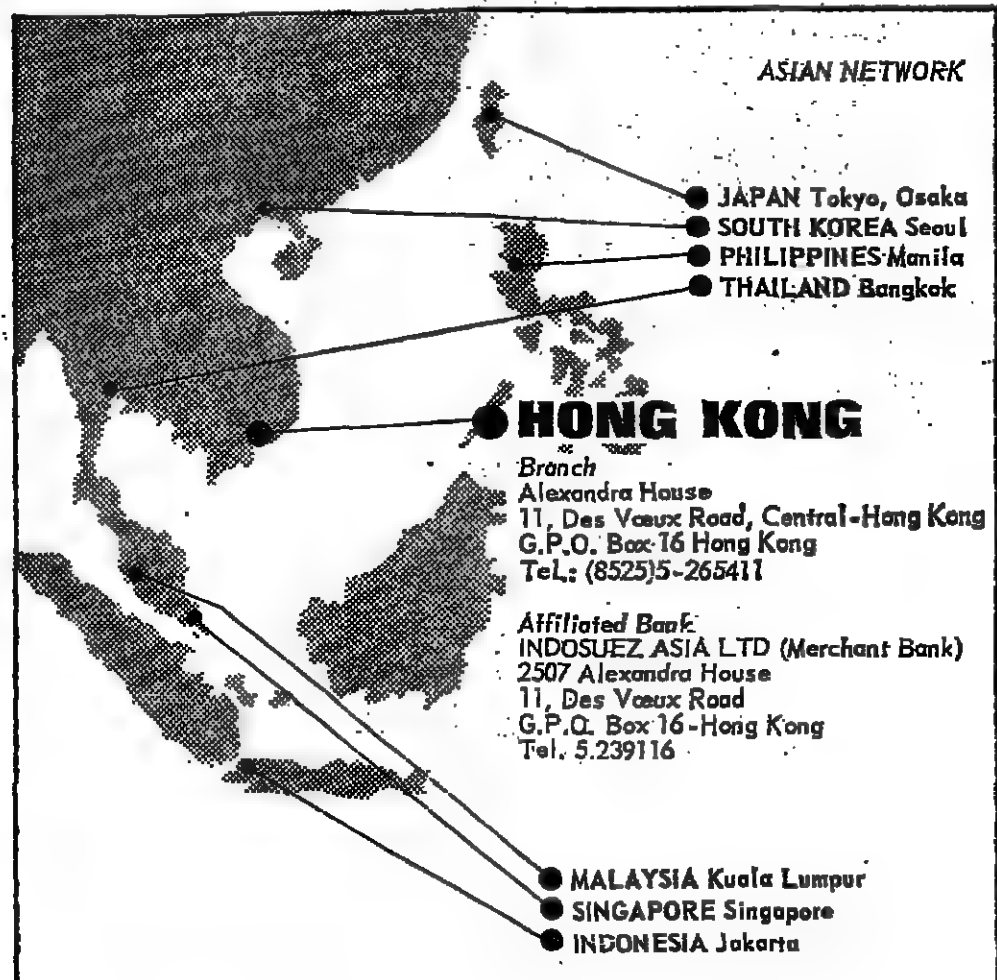 ASIAN NETWORK
JAPAN Tokyo, Osaka
SOUTH KOREA Seoul
PHILIPPINES Manila
THAILAND Bangkok
HONG KONG
Branch
Alexandra House
11, Des Vœux Road, Central-Hong Kong
G.P.O. Box 16 Hong Kong
Tel.: (8525)5-265411
Affiliated Bank
INDOSUEZ ASIA LTD (Merchant Bank)
2507 Alexandra House
11, Des Vœux Road
G.P.O. Box 16-Hong Kong
Tel. 5.239116
MALAYSIA Kuala Lumpur
SINGAPORE Singapore
INDONESIA Jakarta